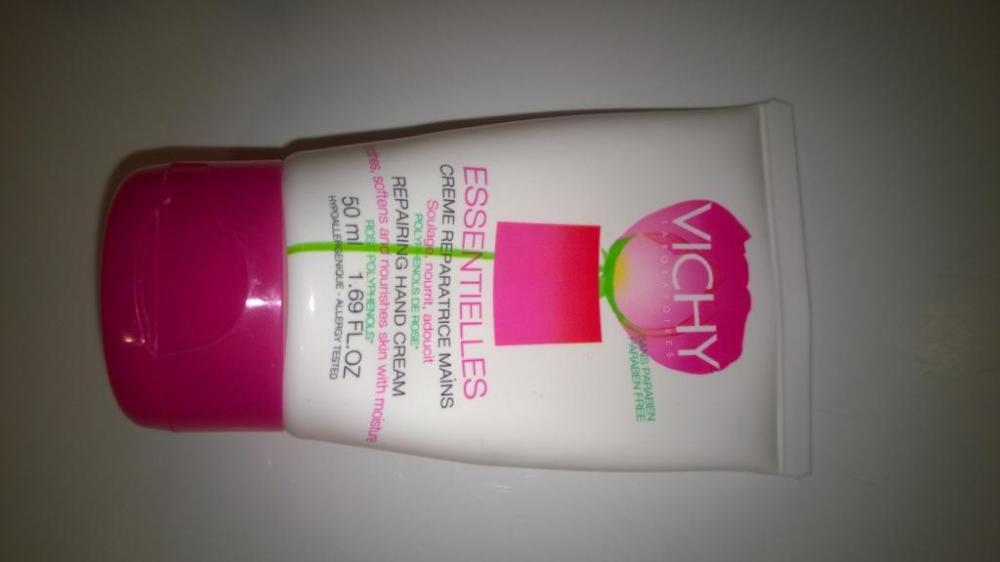 VICHY
LABORATOIRES
SANS PARABEN
PARABEN FREE
ESSENTIELLES
CREME REPARATRICE MAINS
Soulage, nourrit, adoucit
POLYPHENOLS DE ROSE*
REPAIRING HAND CREAM
softens and nourishes skin with moisture
ROSE POLYPHENOLS*
50 ml 1.69 FL.OZ
HYPOALLERGENIQUE - ALLERGY TESTED